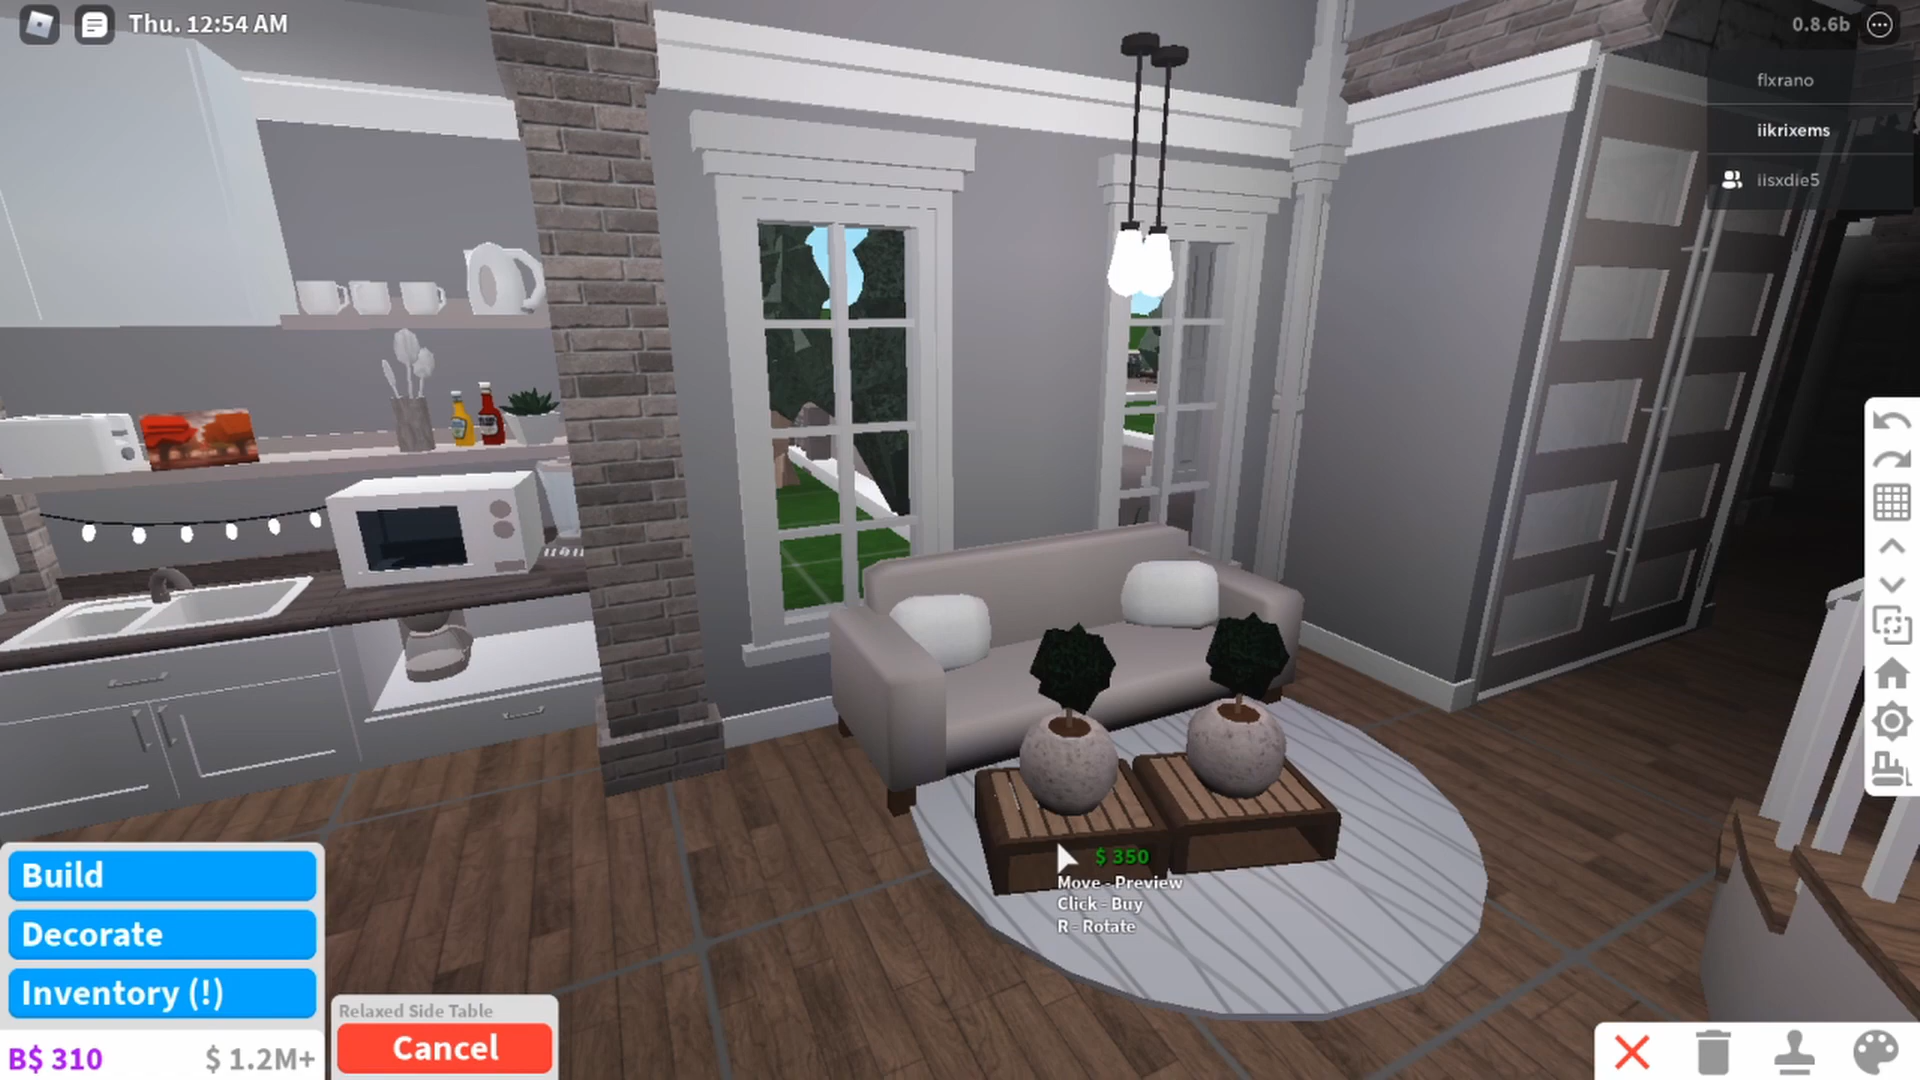 Thu. 12:54 AM
0.8.6b
flxrano
iikrixems
iisxdie5
$ 350
Move - Preview
Click - Buy
R - Rotate
Build
Decorate
Inventory (!)
Relaxed Side Table
Cancel
B$ 310
$ 1.2M+